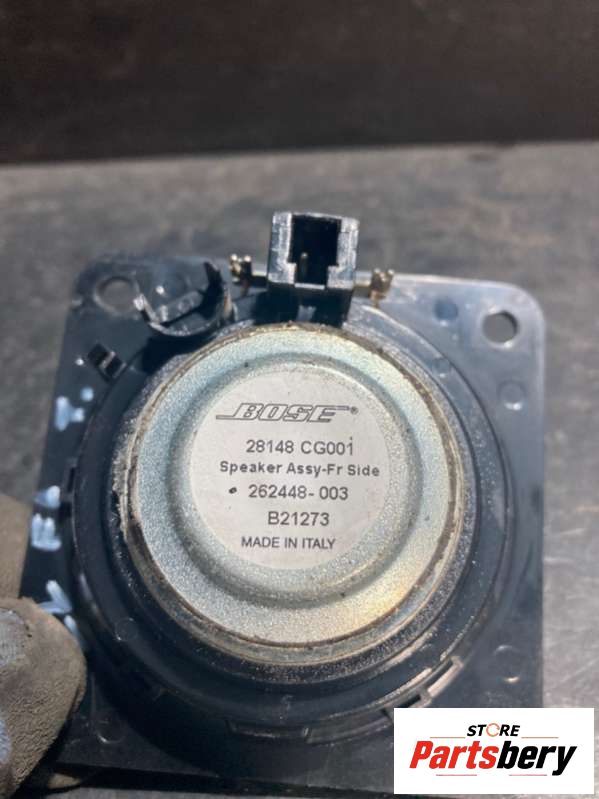 BOSE®
28148 CG001
Speaker Assy-Fr Side
262448-003
B21273
MADE IN ITALY
STORE
Partsbery